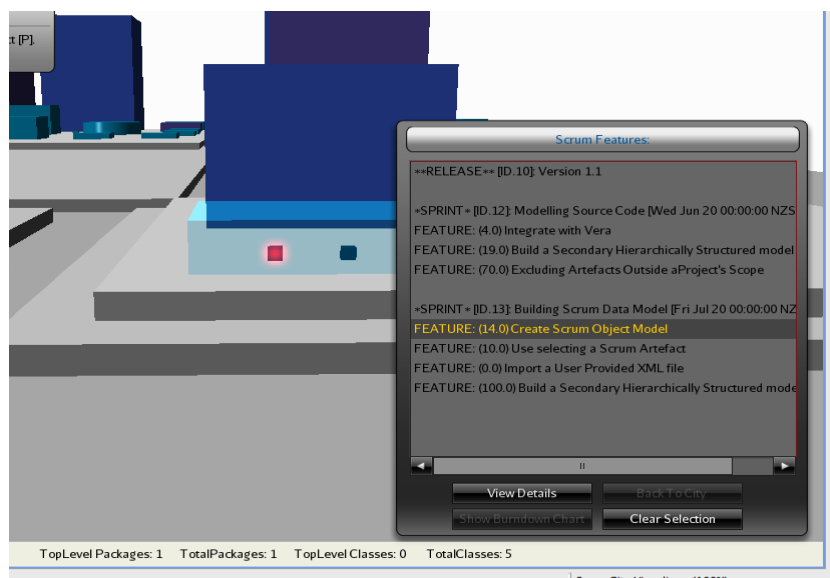 ct [P].
Scrum Features:
**RELEASE** [ID.10]: Version 1.1
*SPRINT* [ID.12]: Modelling Source Code [Wed Jun 20 00:00:00 NZS
FEATURE: (4.0) Integrate with Vera
FEATURE: (19.0) Build a Secondary Hierarchically Structured model
FEATURE: (70.0) Excluding Artefacts Outside aProject's Scope
*SPRINT* [ID.13]: Building Scrum Data Model [Fri Jul 20 00:00:00 NZ
FEATURE: (14.0) Create Scrum Object Model
FEATURE: (10.0) Use selecting a Scrum Artefact
FEATURE: (0.0) Import a User Provided XML file
FEATURE: (100.0) Build a Secondary Hierarchically Structured mode
View Details Back To City
Show Burndown Chart Clear Selection
TopLevel Packages: 1 TotalPackages: 1 TopLevel Classes: 0 TotalClasses: 5